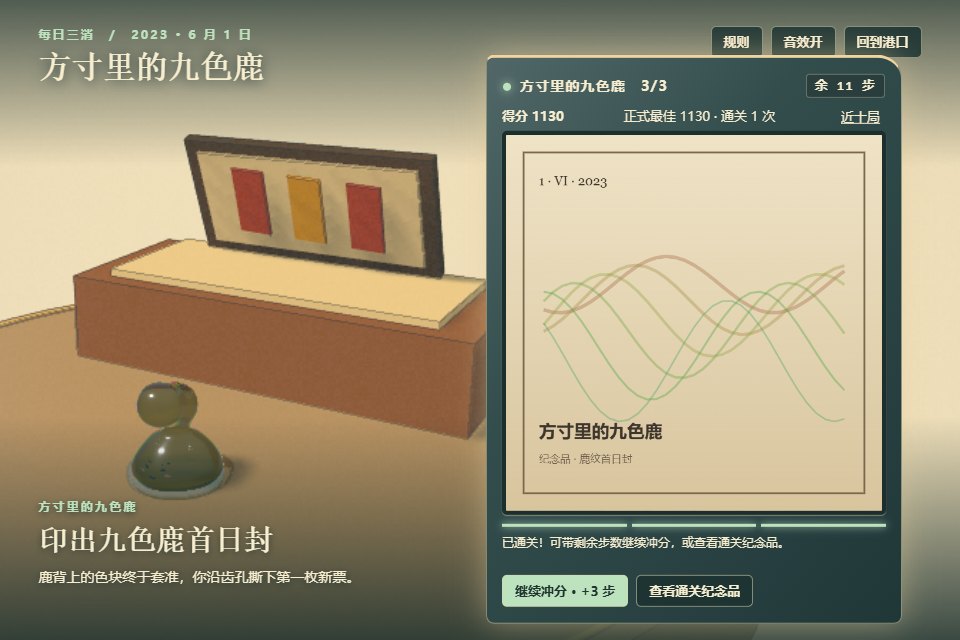 每日三消 / 2023·6月1日
方寸里的九色鹿
规则 音效开 回到港口
方寸里的九色鹿 3/3 余 11 步
得分 1130 正式最佳 1130 · 通关 1 次 近十局
1 · VI · 2023
方寸里的九色鹿
纪念品 · 鹿纹首日封
已通关！可带剩余步数继续冲分，或查看通关纪念品。
继续冲分 • +3 步 查看通关纪念品
方寸里的九色鹿
印出九色鹿首日封
鹿背上的色块终于套准，你沿齿孔撕下第一枚新票。